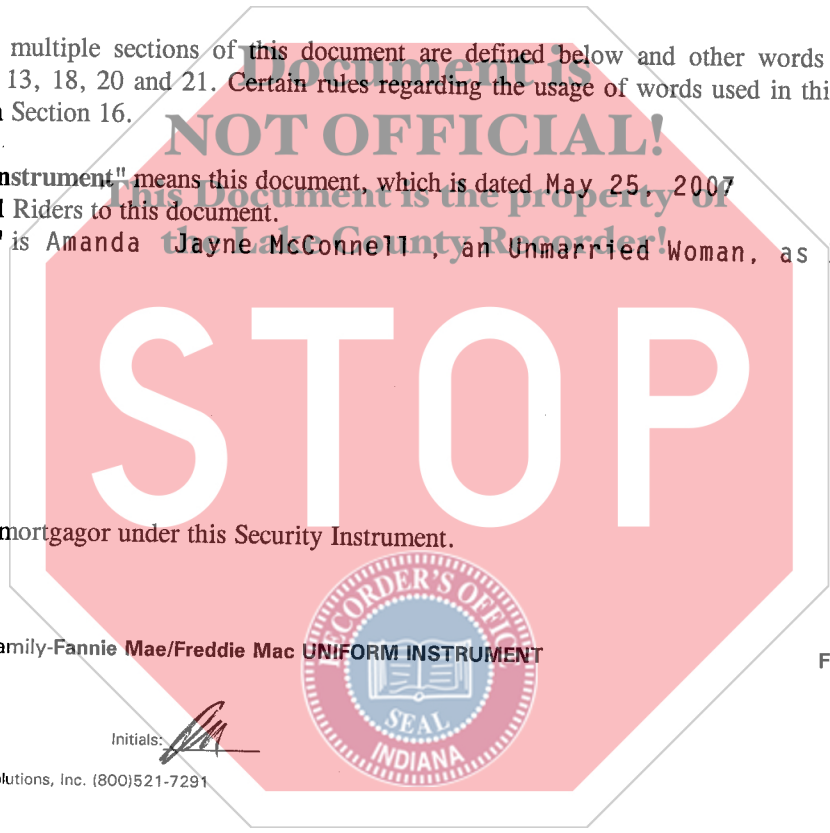 multiple sections of this document are defined below and other words
13, 18, 20 and 21. Certain rules regarding the usage of words used in thi
Section 16.
Document is
NOT OFFICIAL!
This Document is the property of
the Lake County Recorder!
nstrument" means this document, which is dated May 25, 2007
Riders to this document.
is Amanda Jayne McConnell , an Unmarried Woman, as
STOP
mortgagor under this Security Instrument.
RECORDER'S OFFICE
SEAL
INDIANA
amily-Fannie Mae/Freddie Mac UNIFORM INSTRUMENT
F
Initials:
lutions, Inc. (800)521-7291